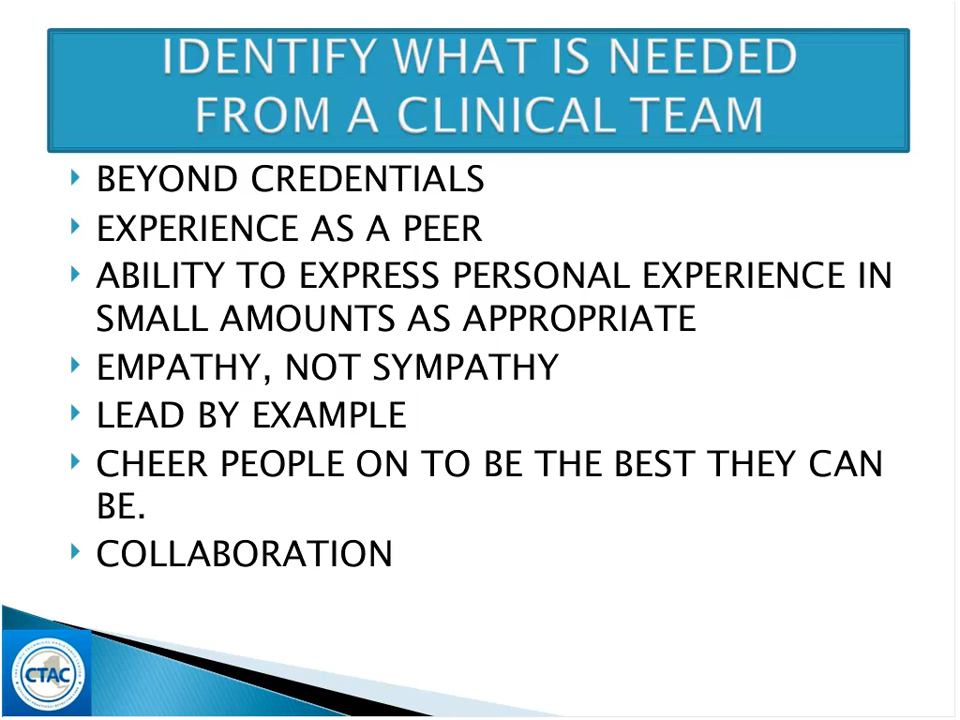 IDENTIFY WHAT IS NEEDED
FROM A CLINICAL TEAM
BEYOND CREDENTIALS
EXPERIENCE AS A PEER
ABILITY TO EXPRESS PERSONAL EXPERIENCE IN
SMALL AMOUNTS AS APPROPRIATE
EMPATHY, NOT SYMPATHY
LEAD BY EXAMPLE
CHEER PEOPLE ON TO BE THE BEST THEY CAN
BE.
COLLABORATION
CTAC